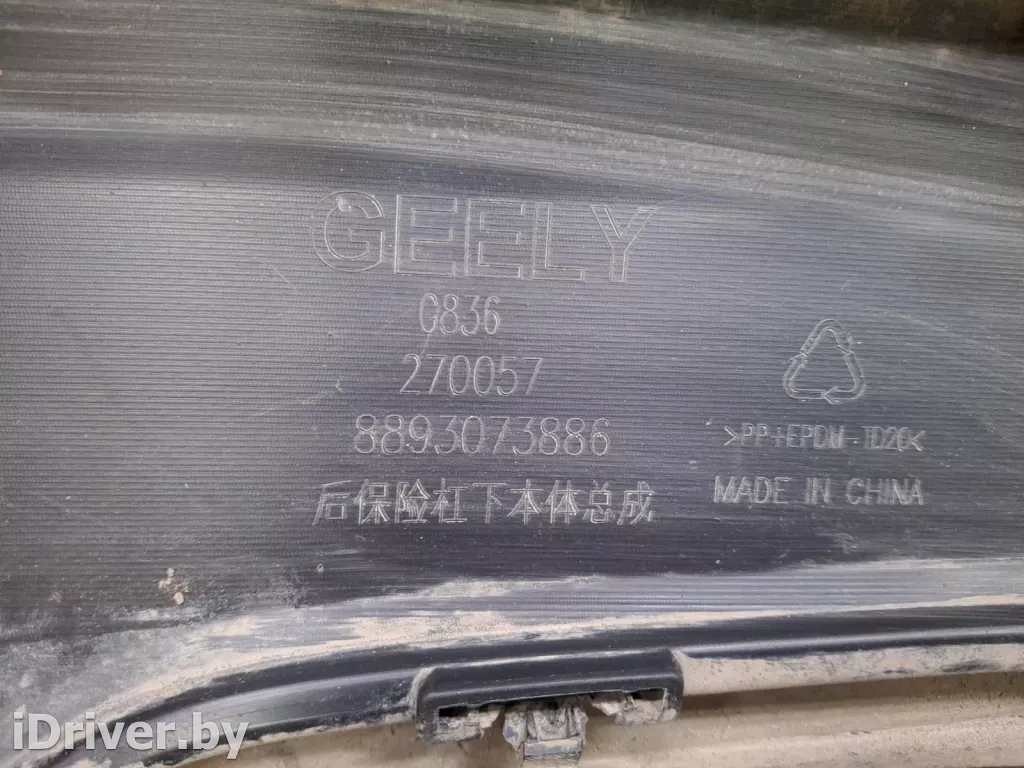 GEELY
0836
270057
8893073886
>PP+EPDM-TD20<
后保险杠下本体总成
MADE IN CHINA
iDriver.by